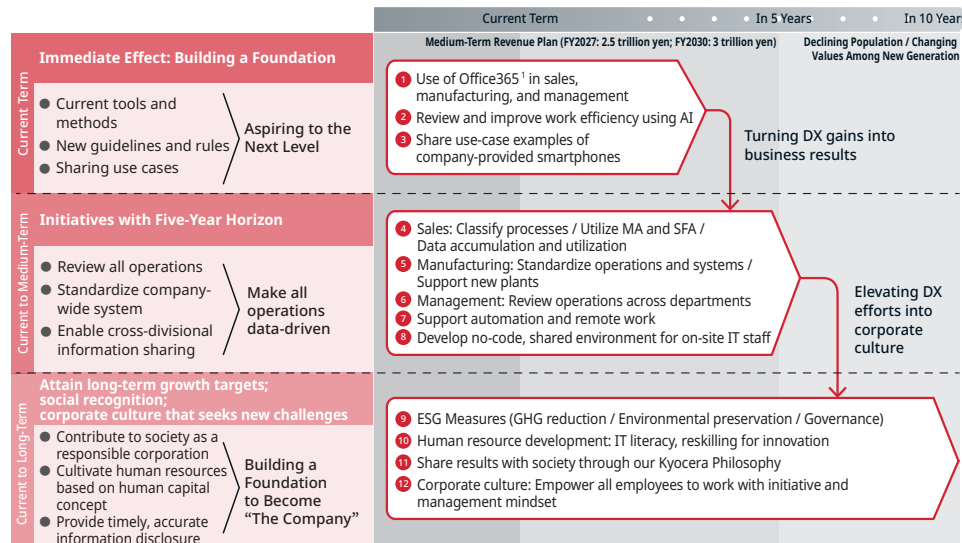 Current Term
In 5 Years
In 10 Years
Medium-Term Revenue Plan (FY2027: 2.5 trillion yen; FY2030: 3 trillion yen)
Declining Population / Changing
Values Among New Generation
Current Term
Immediate Effect: Building a Foundation
● Current tools and
methods
● New guidelines and rules
● Sharing use cases
Aspiring to the
Next Level
1 Use of Office365¹ in sales,
manufacturing, and management
2 Review and improve work efficiency using AI
3 Share use-case examples of
company-provided smartphones
Turning DX gains into
business results
Current to Medium-Term
Initiatives with Five-Year Horizon
● Review all operations
● Standardize company-
wide system
● Enable cross-divisional
information sharing
Make all
operations
data-driven
4 Sales: Classify processes / Utilize MA and SFA /
Data accumulation and utilization
5 Manufacturing: Standardize operations and systems /
Support new plants
6 Management: Review operations across departments
7 Support automation and remote work
8 Develop no-code, shared environment for on-site IT staff
Elevating DX
efforts into
corporate
culture
Current to Long-Term
Attain long-term growth targets;
social recognition;
corporate culture that seeks new challenges
● Contribute to society as a
responsible corporation
● Cultivate human resources
based on human capital
concept
● Provide timely, accurate
information disclosure
Building a
Foundation
to Become
“The Company”
9 ESG Measures (GHG reduction / Environmental preservation / Governance)
10 Human resource development: IT literacy, reskilling for innovation
11 Share results with society through our Kyocera Philosophy
12 Corporate culture: Empower all employees to work with initiative and
management mindset